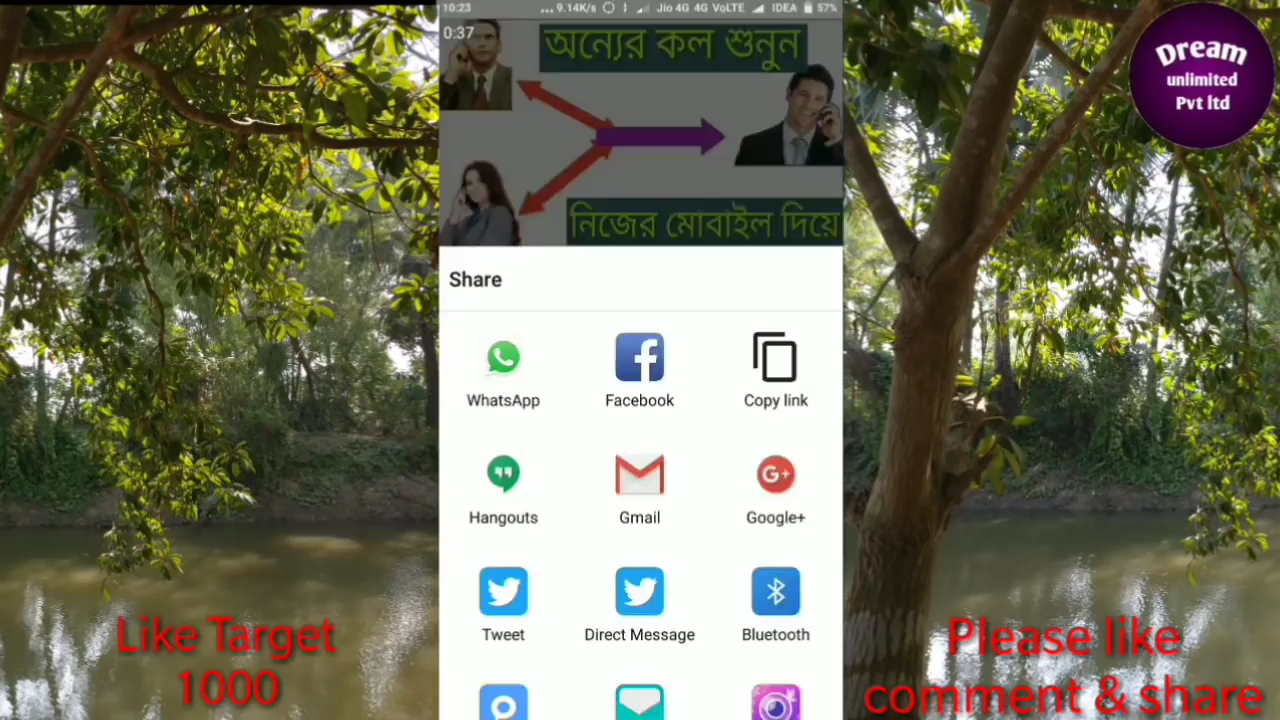 10:23 ... 9.14K/s Jio 4G 4G VoLTE IDEA 57%
0:37
অন্যের কল শুনুন
নিজের মোবাইল দিয়ে
Dream
unlimited
Pvt ltd
Share
WhatsApp
Facebook
Copy link
Hangouts
Gmail
G+
Google+
Tweet
Direct Message
Bluetooth
Like Target
1000
Please like
comment & share